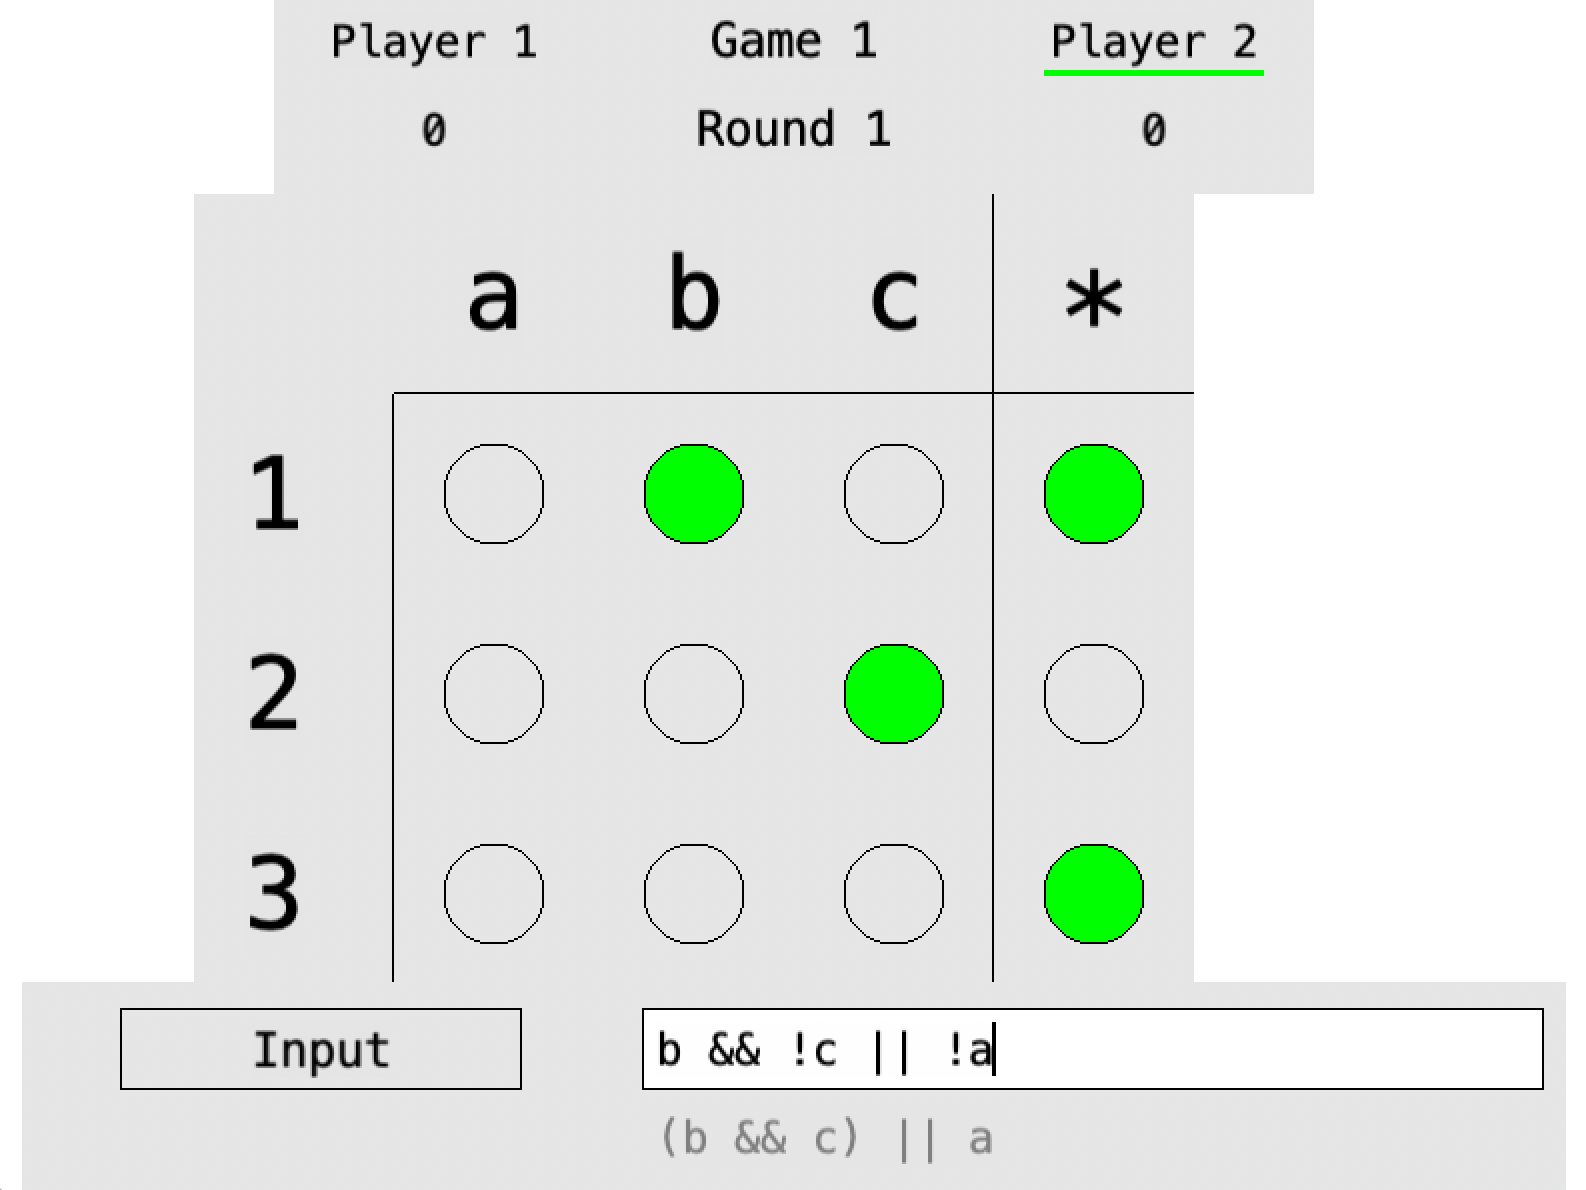 Player 1 Game 1 Player 2
0 Round 1 0
a b c *
1
2
3
Input b && !c || !a
(b && c) || a